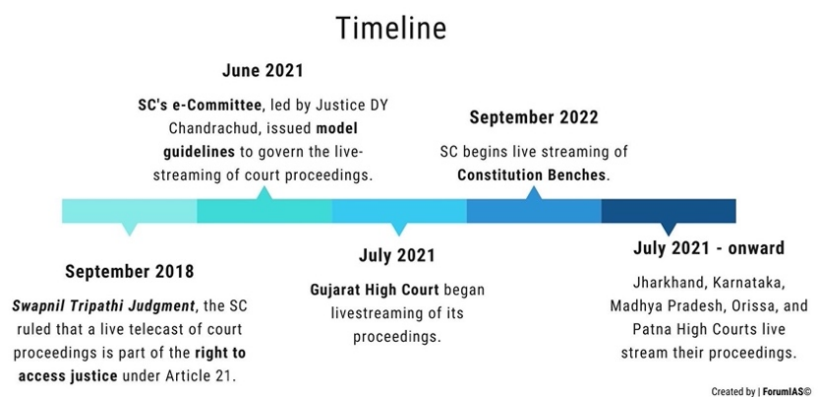 Timeline
June 2021
SC's e-Committee, led by Justice DY
Chandrachud, issued model
guidelines to govern the live-
streaming of court proceedings.
September 2022
SC begins live streaming of
Constitution Benches.
September 2018
Swapnil Tripathi Judgment, the SC
ruled that a live telecast of court
proceedings is part of the right to
access justice under Article 21.
July 2021
Gujarat High Court began
livestreaming of its
proceedings.
July 2021 - onward
Jharkhand, Karnataka,
Madhya Pradesh, Orissa, and
Patna High Courts live
stream their proceedings.
Created by | ForumIAS©